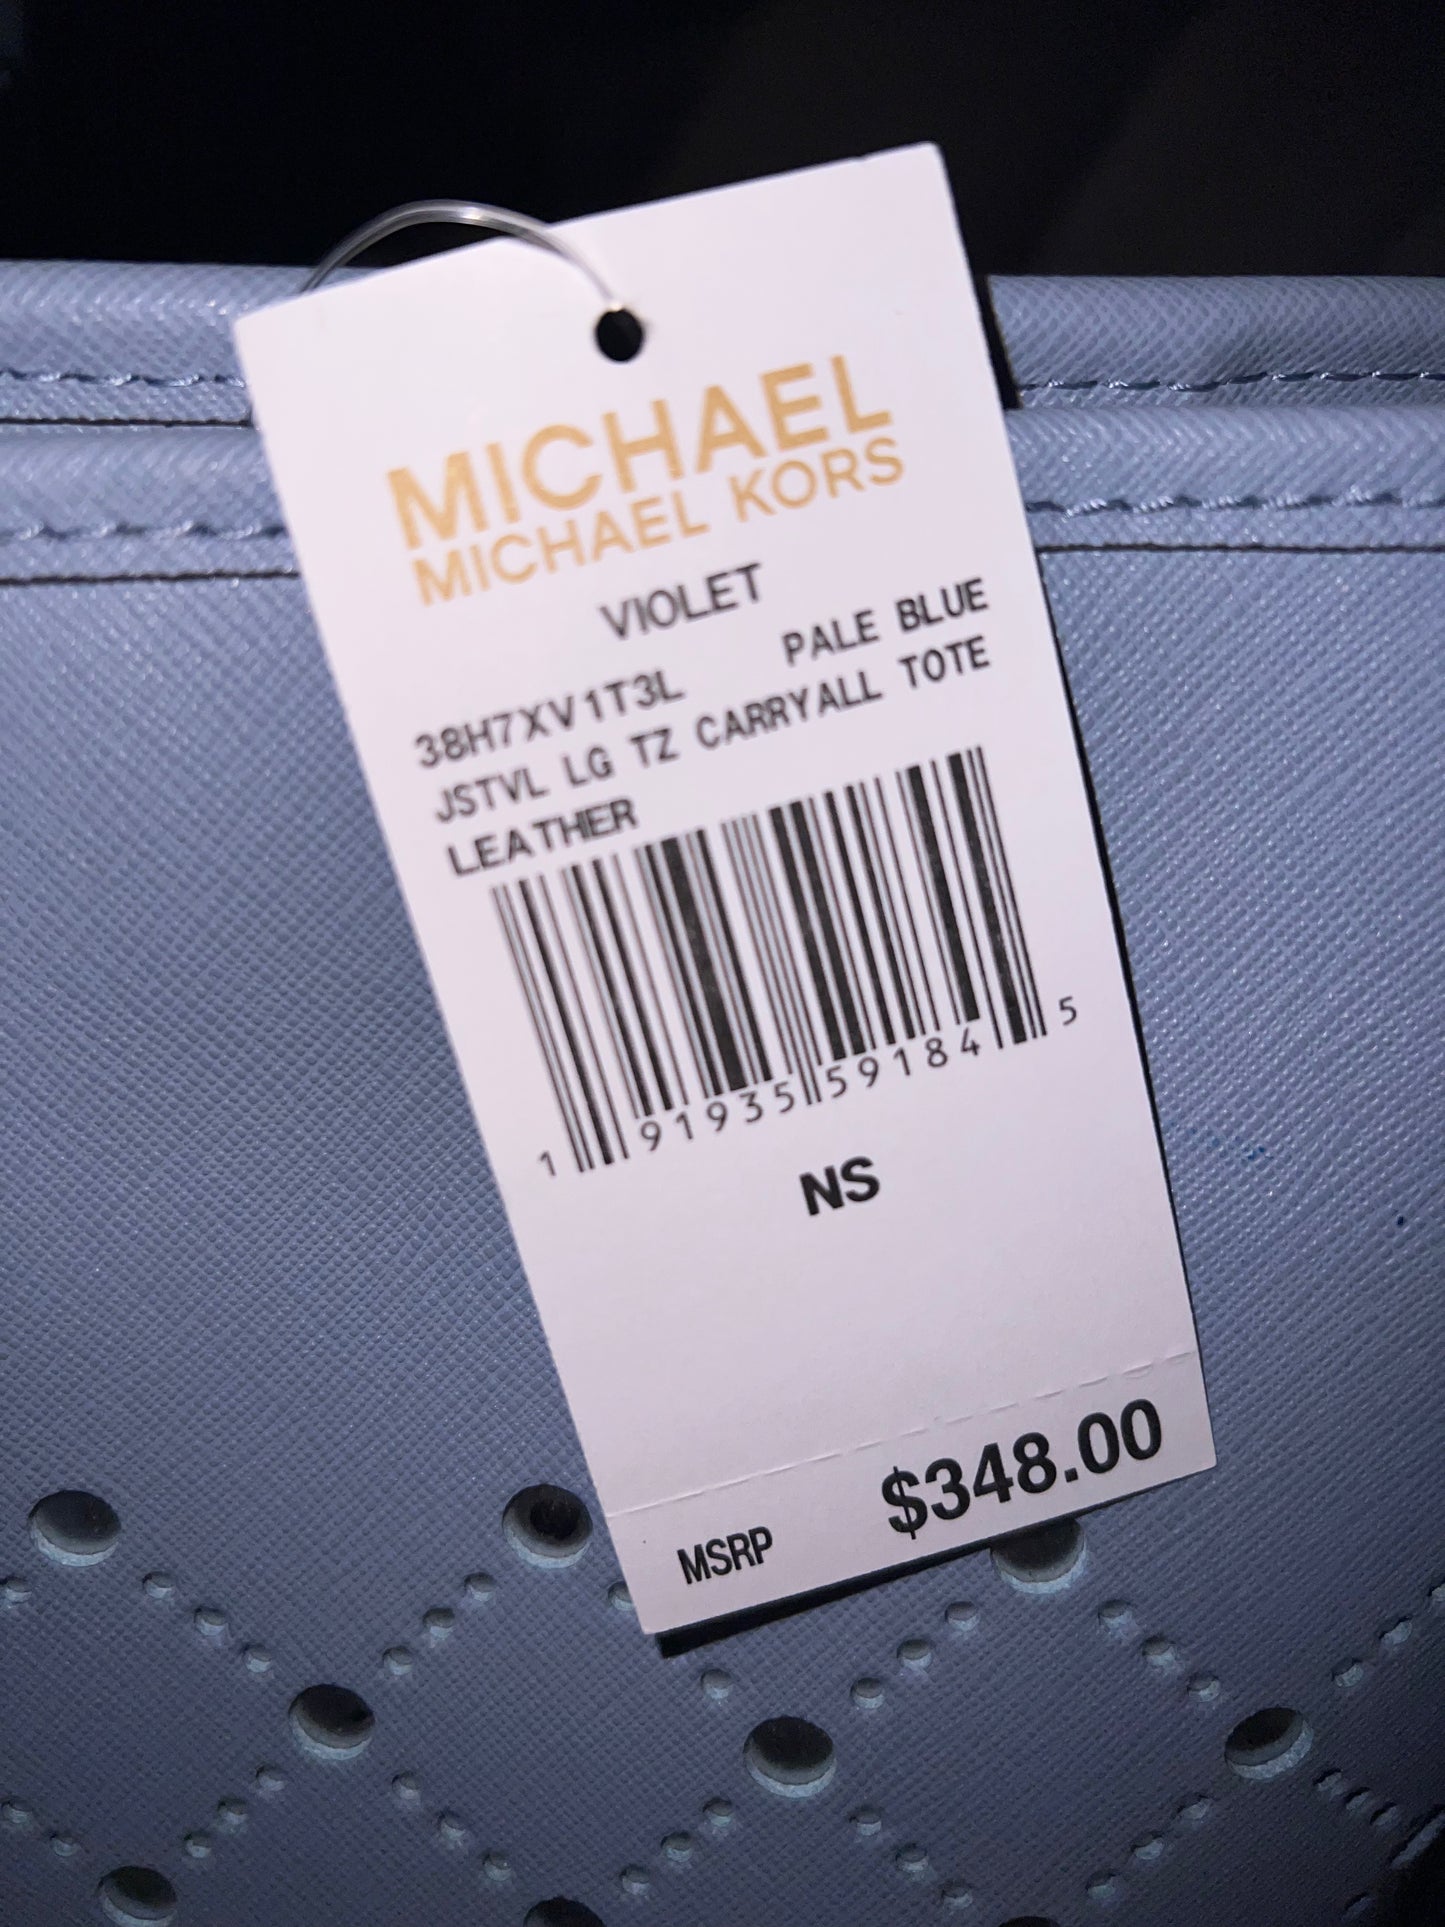 MICHAEL
MICHAEL KORS
VIOLET
38H7XV1T3L PALE BLUE
JSTVL LG TZ CARRYALL TOTE
LEATHER
1 91935 59184 5
NS
MSRP $348.00